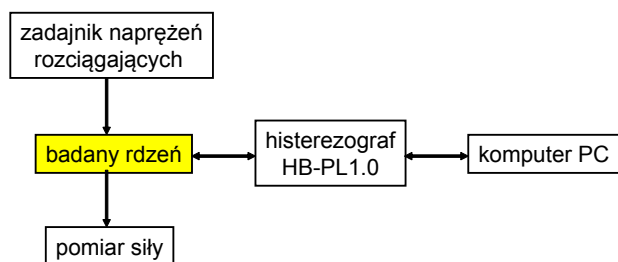 zadajnik naprężeń
rozciągających
badany rdzeń
histerezograf
HB-PL1.0
komputer PC
pomiar siły